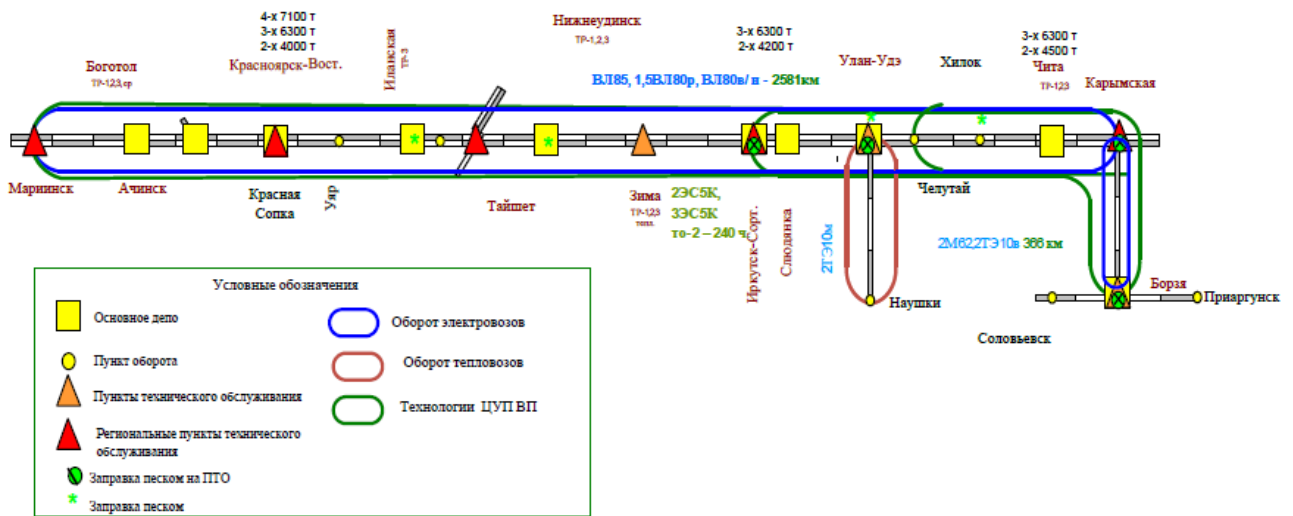 4-х 7100 т
3-х 6300 т
2-х 4000 т
Красноярск-Вост.
Боготол
ТР-1,2,3,ср
Иланская
ТР-3
Нижнеудинск
ТР-1,2,3
3-х 6300 т
2-х 4200 т
ВЛ85, 1,5ВЛ80р, ВЛ80в/н - 2581км
Улан-Удэ
Хилок
3-х 6300 т
2-х 4500 т
Чита
ТР-1,2,3
Карымская
Мариинск
Ачинск
Красная
Сопка
Уяр
Тайшет
Зима
ТР-1,2,3
тепл.
2ЭС5К,
3ЭС5К
то-2 – 240 ч
Иркутск-Сорт.
Слюдянка
2ТЭ10м
Челутай
2М62,2ТЭ10в 366 км
Наушки
Борзя
Приаргунск
Соловьевск
Условные обозначения
Основное депо
Пункт оборота
Пункты технического обслуживания
Региональные пункты технического
обслуживания
Заправка песком на ПТО
Заправка песком
Оборот электровозов
Оборот тепловозов
Технологии ЦУП ВП